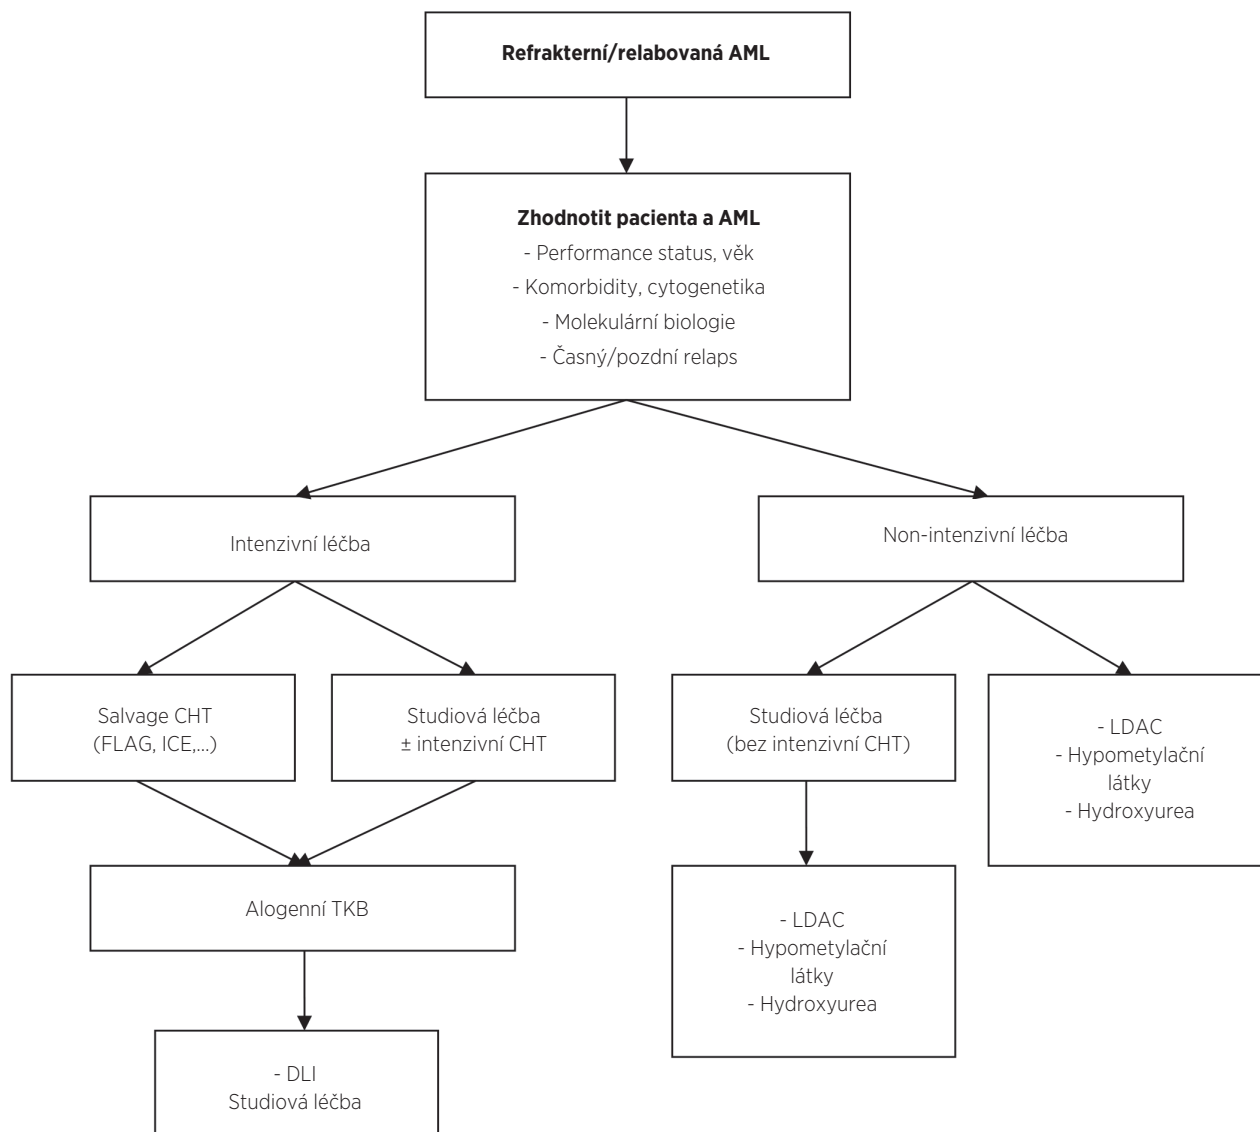 Refrakterní/relabovaná AML
Zhodnotit pacienta a AML
- Performance status, věk
- Komorbidity, cytogenetika
- Molekulární biologie
- Časný/pozdní relaps
Intenzivní léčba
Non-intenzivní léčba
Salvage CHT
(FLAG, ICE,...)
Studiová léčba
± intenzivní CHT
Studiová léčba
(bez intenzivní CHT)
- LDAC
- Hypometylační
látky
- Hydroxyurea
Alogenní TKB
- LDAC
- Hypometylační
látky
- Hydroxyurea
- DLI
Studiová léčba